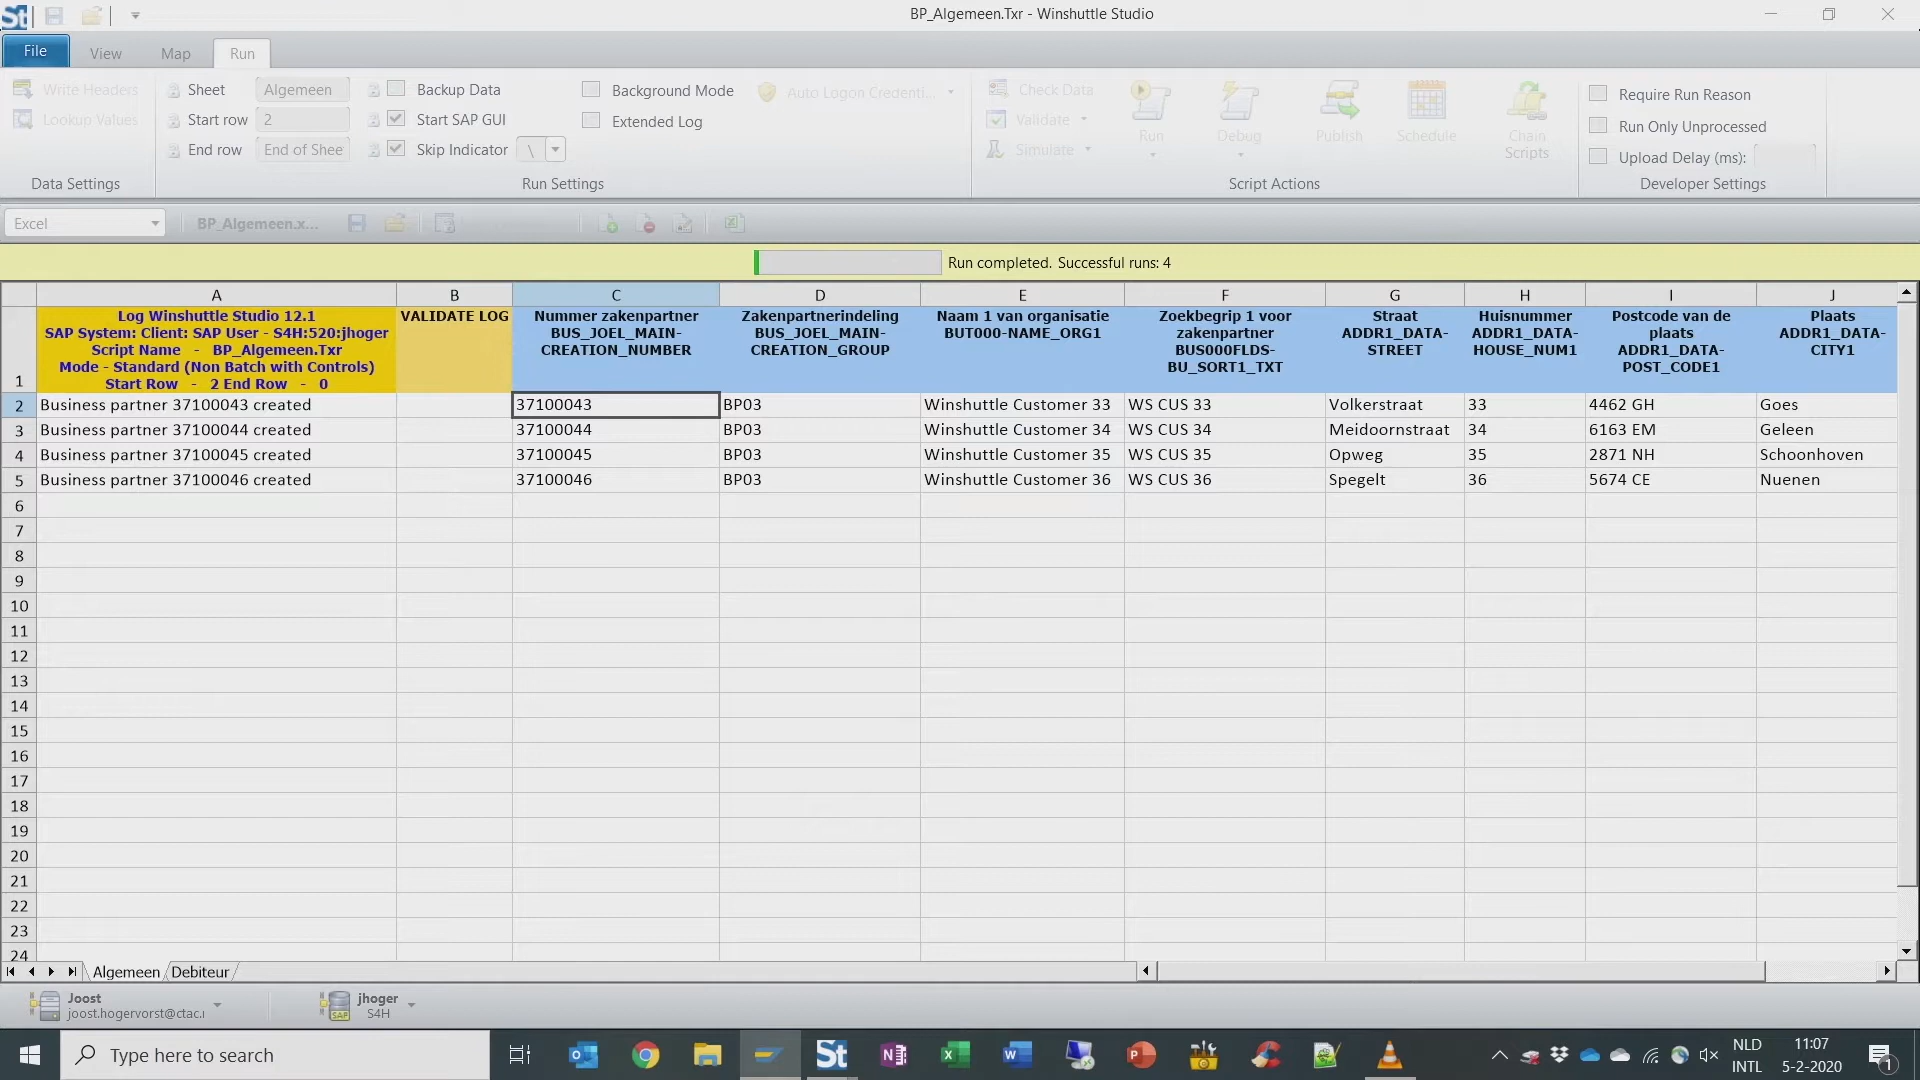 St
BP_Algemeen.Txr - Winshuttle Studio
File View Map Run
Write Headers
Lookup Values
Data Settings
Sheet Algemeen
Start row 2
End row End of Shee
Backup Data
Start SAP GUI
Skip Indicator \
Background Mode
Extended Log
Auto Logon Credenti...
Run Settings
Check Data
Validate
Simulate
Run
Debug
Publish
Schedule
Chain
Scripts
Script Actions
Require Run Reason
Run Only Unprocessed
Upload Delay (ms):
Developer Settings
Excel BP_Algemeen.x...
Run completed. Successful runs: 4
A B C D E F G H I J
1
Log Winshuttle Studio 12.1
SAP System: Client: SAP User - S4H:520:jhoger
Script Name - BP_Algemeen.Txr
Mode - Standard (Non Batch with Controls)
Start Row - 2 End Row - 0
VALIDATE LOG
Nummer zakenpartner
BUS_JOEL_MAIN-
CREATION_NUMBER
Zakenpartnerindeling
BUS_JOEL_MAIN-
CREATION_GROUP
Naam 1 van organisatie
BUT000-NAME_ORG1
Zoekbegrip 1 voor
zakenpartner
BUS000FLDS-
BU_SORT1_TXT
Straat
ADDR1_DATA-
STREET
Huisnummer
ADDR1_DATA-
HOUSE_NUM1
Postcode van de
plaats
ADDR1_DATA-
POST_CODE1
Plaats
ADDR1_DATA-
CITY1
2 Business partner 37100043 created 37100043 BP03 Winshuttle Customer 33 WS CUS 33 Volkerstraat 33 4462 GH Goes
3 Business partner 37100044 created 37100044 BP03 Winshuttle Customer 34 WS CUS 34 Meidoornstraat 34 6163 EM Geleen
4 Business partner 37100045 created 37100045 BP03 Winshuttle Customer 35 WS CUS 35 Opweg 35 2871 NH Schoonhoven
5 Business partner 37100046 created 37100046 BP03 Winshuttle Customer 36 WS CUS 36 Spegelt 36 5674 CE Nuenen
6
7
8
9
10
11
12
13
14
15
16
17
18
19
20
21
22
23
24
Algemeen Debiteur
Joost
joost.hogervorst@ctac.
jhoger
S4H
SAP
Type here to search
St
NLD
INTL
11:07
5-2-2020
1